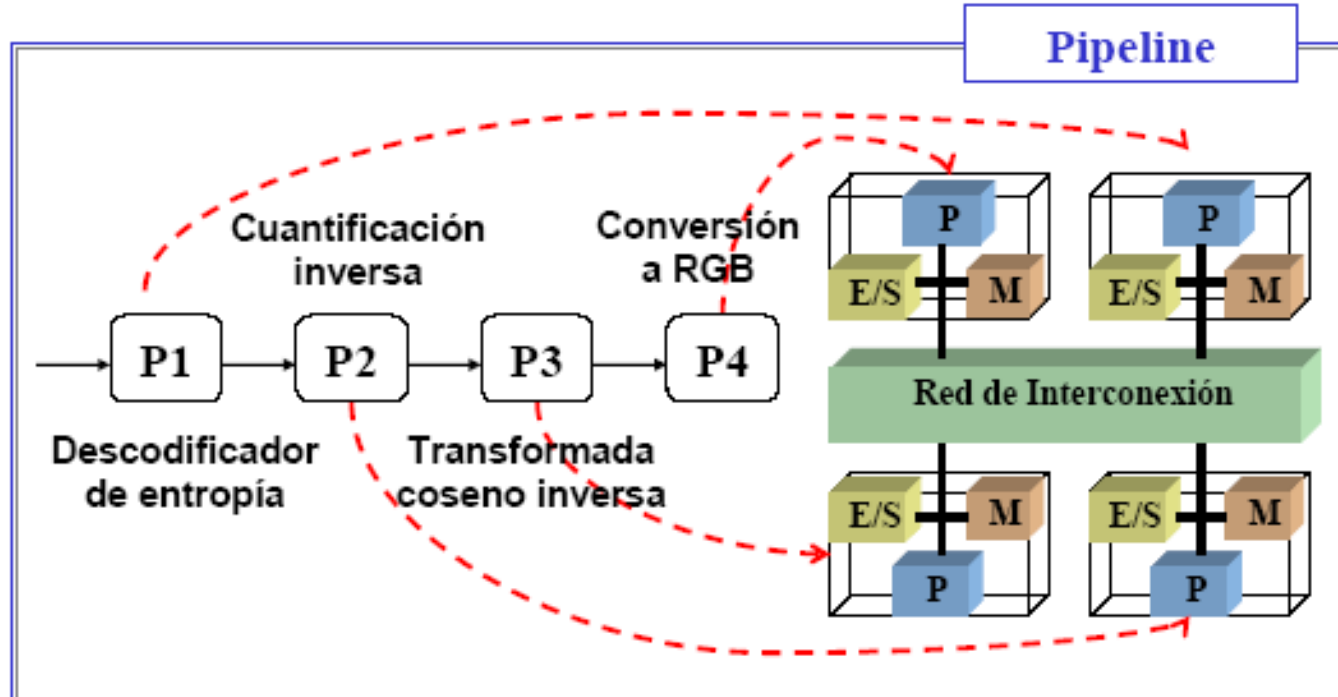 Pipeline
Cuantificación
inversa
Conversión
a RGB
P1
P2
P3
P4
Descodificador
de entropía
Transformada
coseno inversa
P
E/S
M
P
E/S
M
Red de Interconexión
E/S
M
P
E/S
M
P